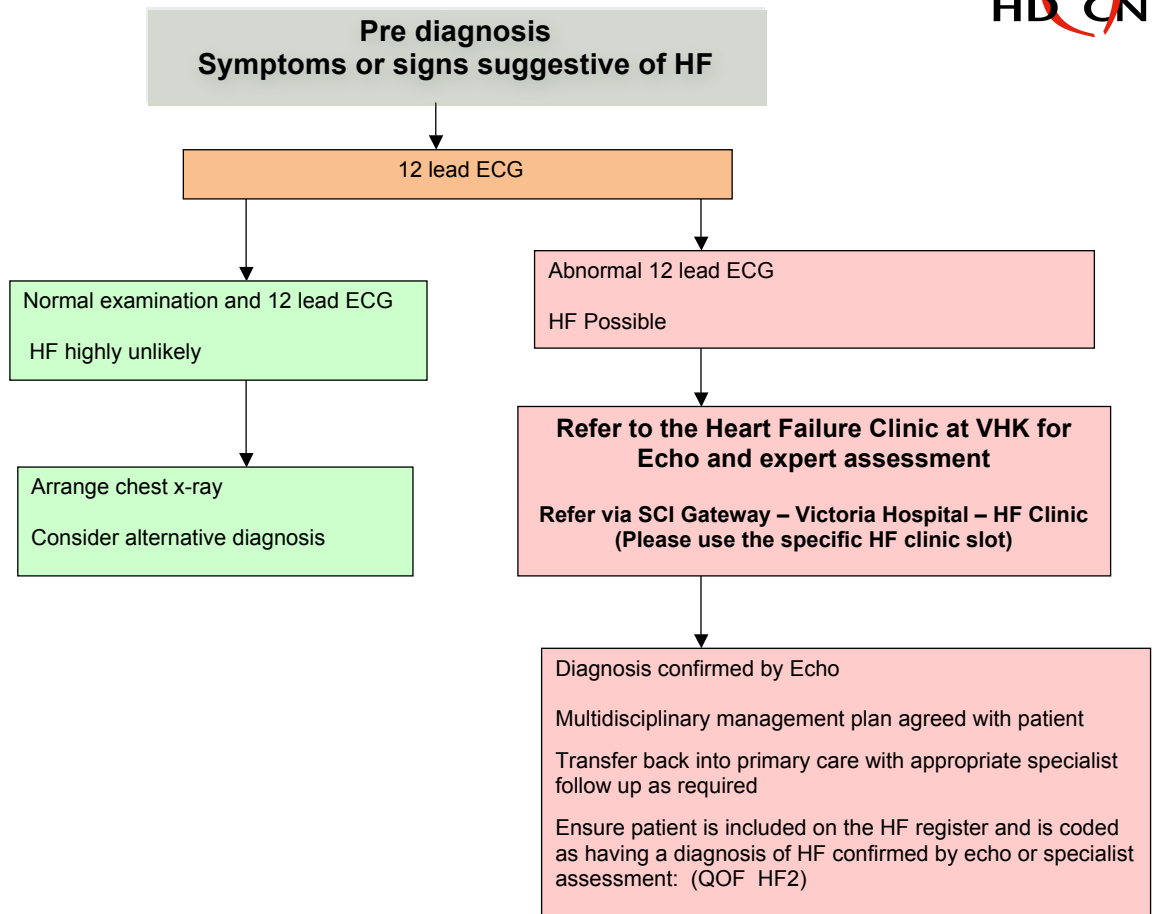 HD CN
Pre diagnosis
Symptoms or signs suggestive of HF
12 lead ECG
Normal examination and 12 lead ECG
HF highly unlikely
Abnormal 12 lead ECG
HF Possible
Arrange chest x-ray
Consider alternative diagnosis
Refer to the Heart Failure Clinic at VHK for
Echo and expert assessment
Refer via SCI Gateway – Victoria Hospital – HF Clinic
(Please use the specific HF clinic slot)
Diagnosis confirmed by Echo
Multidisciplinary management plan agreed with patient
Transfer back into primary care with appropriate specialist
follow up as required
Ensure patient is included on the HF register and is coded
as having a diagnosis of HF confirmed by echo or specialist
assessment: (QOF HF2)